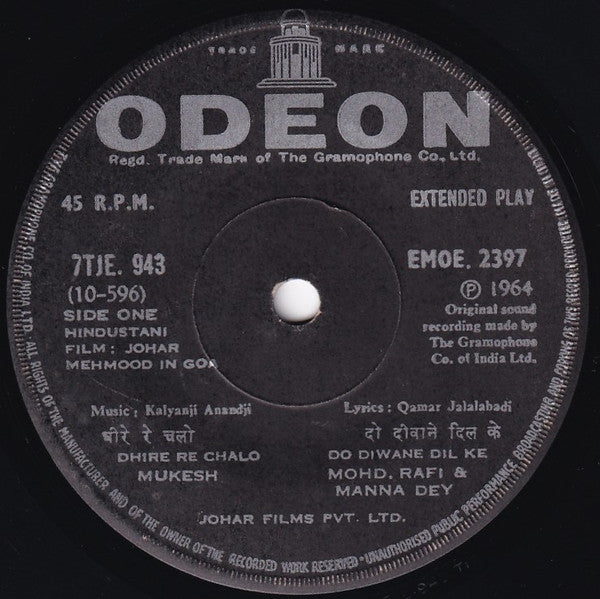 TRADE MARK
ODEON
Regd. Trade Mark of The Gramophone Co., Ltd.
45 R.P.M.
EXTENDED PLAY
7TJE. 943
(10-596)
SIDE ONE
HINDUSTANI
FILM : JOHAR
MEHMOOD IN GOA
EMOE. 2397
Ⓟ 1964
Original sound
recording made by
The Gramophone
Co. of India Ltd.
Music : Kalyanji Anandji
धीरे रे चलो
DHIRE RE CHALO
MUKESH
Lyrics : Qamar Jalalabadi
दो दीवाने दिल के
DO DIWANE DIL KE
MOHD. RAFI &
MANNA DEY
JOHAR FILMS PVT. LTD.
GRAMOPHONE CO. OF INDIA LTD. ALL RIGHTS OF THE MANUFACTURER AND OF THE OWNER OF THE RECORDED WORK RESERVED • UNAUTHORISED PUBLIC PERFORMANCE BROADCASTING AND COPYING OF THIS RECORD PROHIBITED